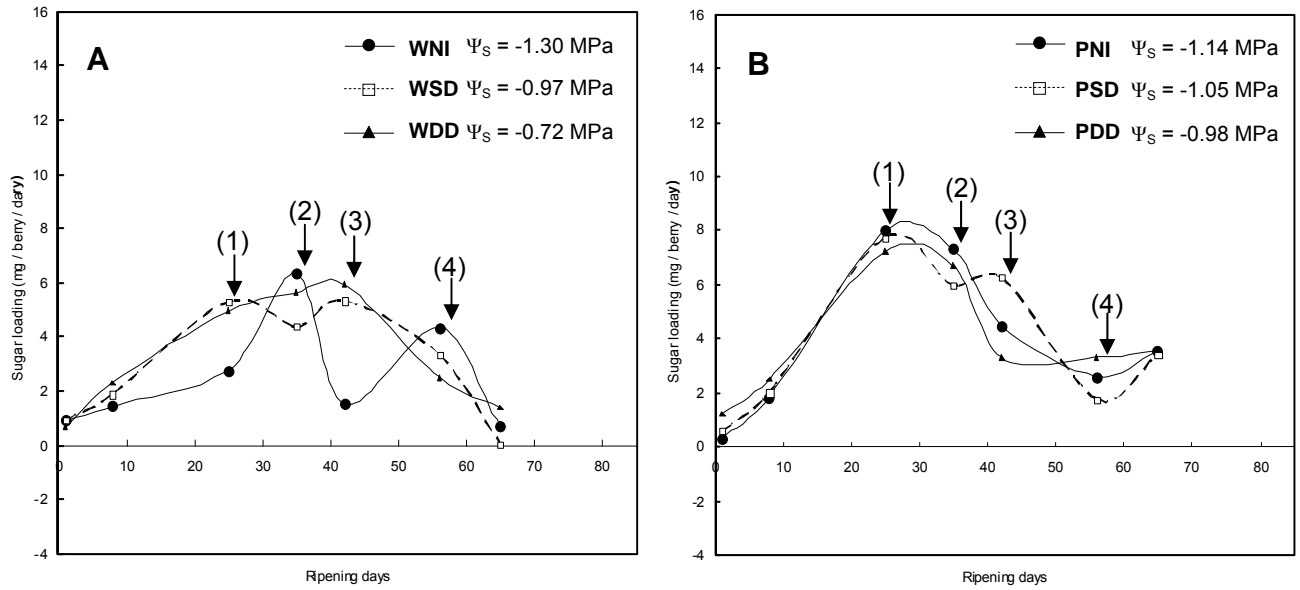 A
WNI ΨS = -1.30 MPa
WSD ΨS = -0.97 MPa
WDD ΨS = -0.72 MPa
16
14
12
10
8
6
4
2
0
-2
-4
Sugar loading (mg / berry / dary)
(1)
(2)
(3)
(4)
0 10 20 30 40 50 60 70 80
Ripening days
B
PNI ΨS = -1.14 MPa
PSD ΨS = -1.05 MPa
PDD ΨS = -0.98 MPa
16
14
12
10
8
6
4
2
0
-2
-4
Sugar loading (mg / berry / day)
(1)
(2)
(3)
(4)
0 10 20 30 40 50 60 70 80
Ripening days